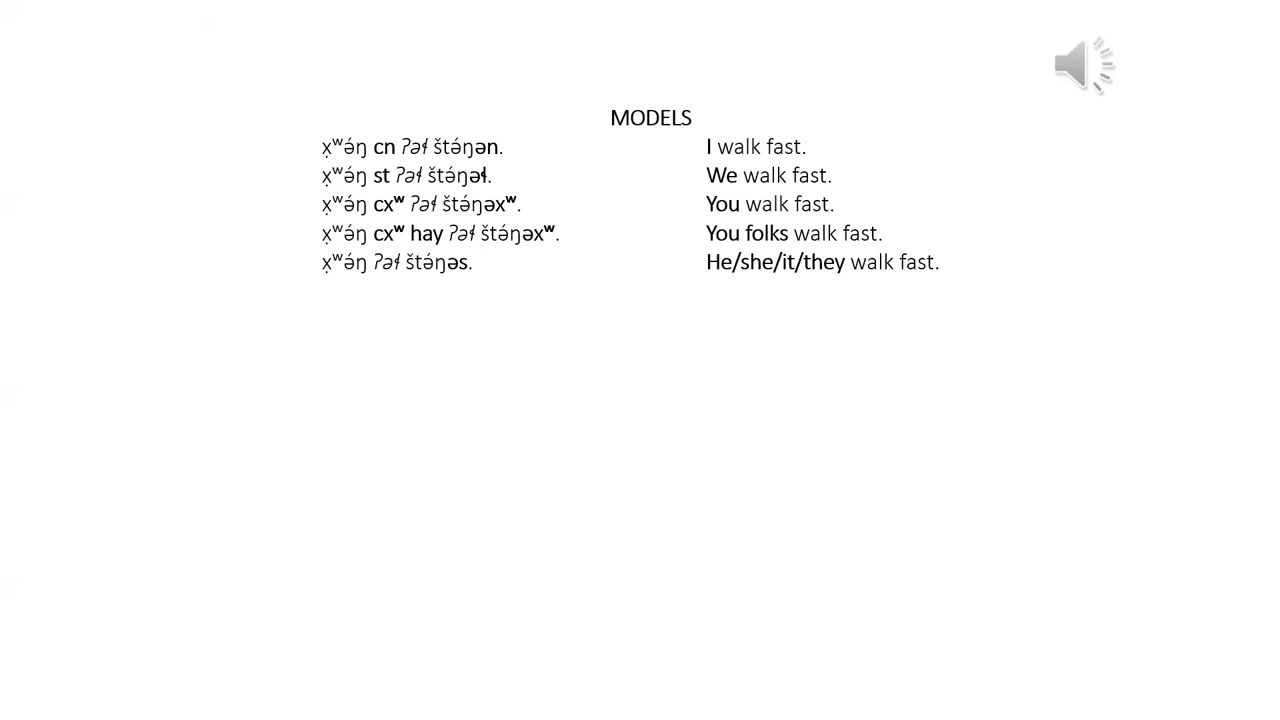 MODELS
x̣ʷə́ŋ cn ʔəɬ štə́ŋən. I walk fast.
x̣ʷə́ŋ st ʔəɬ štə́ŋəɬ. We walk fast.
x̣ʷə́ŋ cxʷ ʔəɬ štə́ŋəxʷ. You walk fast.
x̣ʷə́ŋ cxʷ hay ʔəɬ štə́ŋəxʷ. You folks walk fast.
x̣ʷə́ŋ ʔəɬ štə́ŋəs. He/she/it/they walk fast.